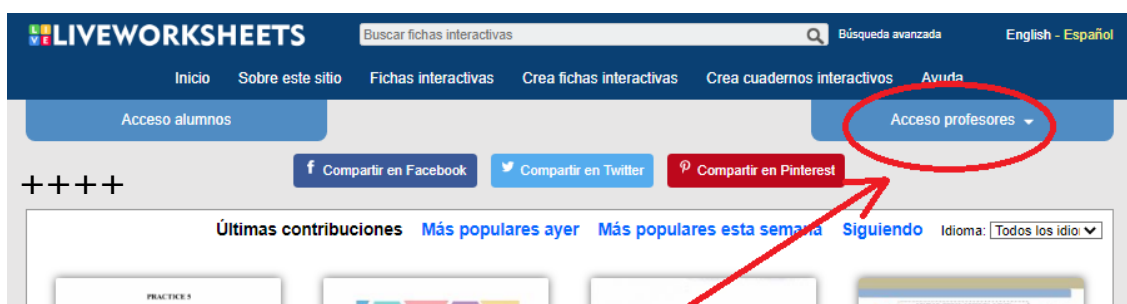 LIVE LIVEWORKSHEETS
Buscar fichas interactivas
Búsqueda avanzada
English - Español
Inicio Sobre este sitio Fichas interactivas Crea fichas interactivas Crea cuadernos interactivos Ayuda
Acceso alumnos
Acceso profesores
f Compartir en Facebook
Compartir en Twitter
Compartir en Pinterest
++++
Últimas contribuciones Más populares ayer Más populares esta semana Siguiendo Idioma: Todos los idio
PRACTICE 5